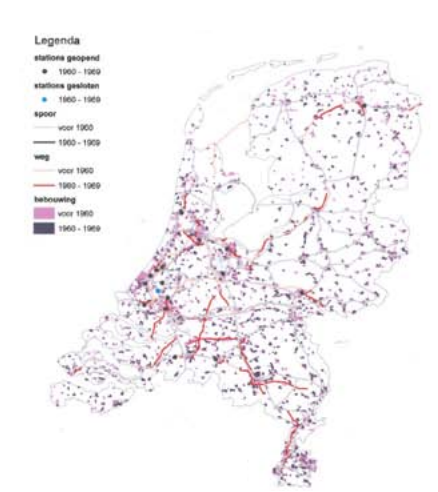 Legenda
stations geopend
1960 - 1969
stations gesloten
1960 - 1969
spoor
voor 1960
1960 - 1969
weg
voor 1960
1960 - 1969
bebouwing
voor 1960
1960 - 1969